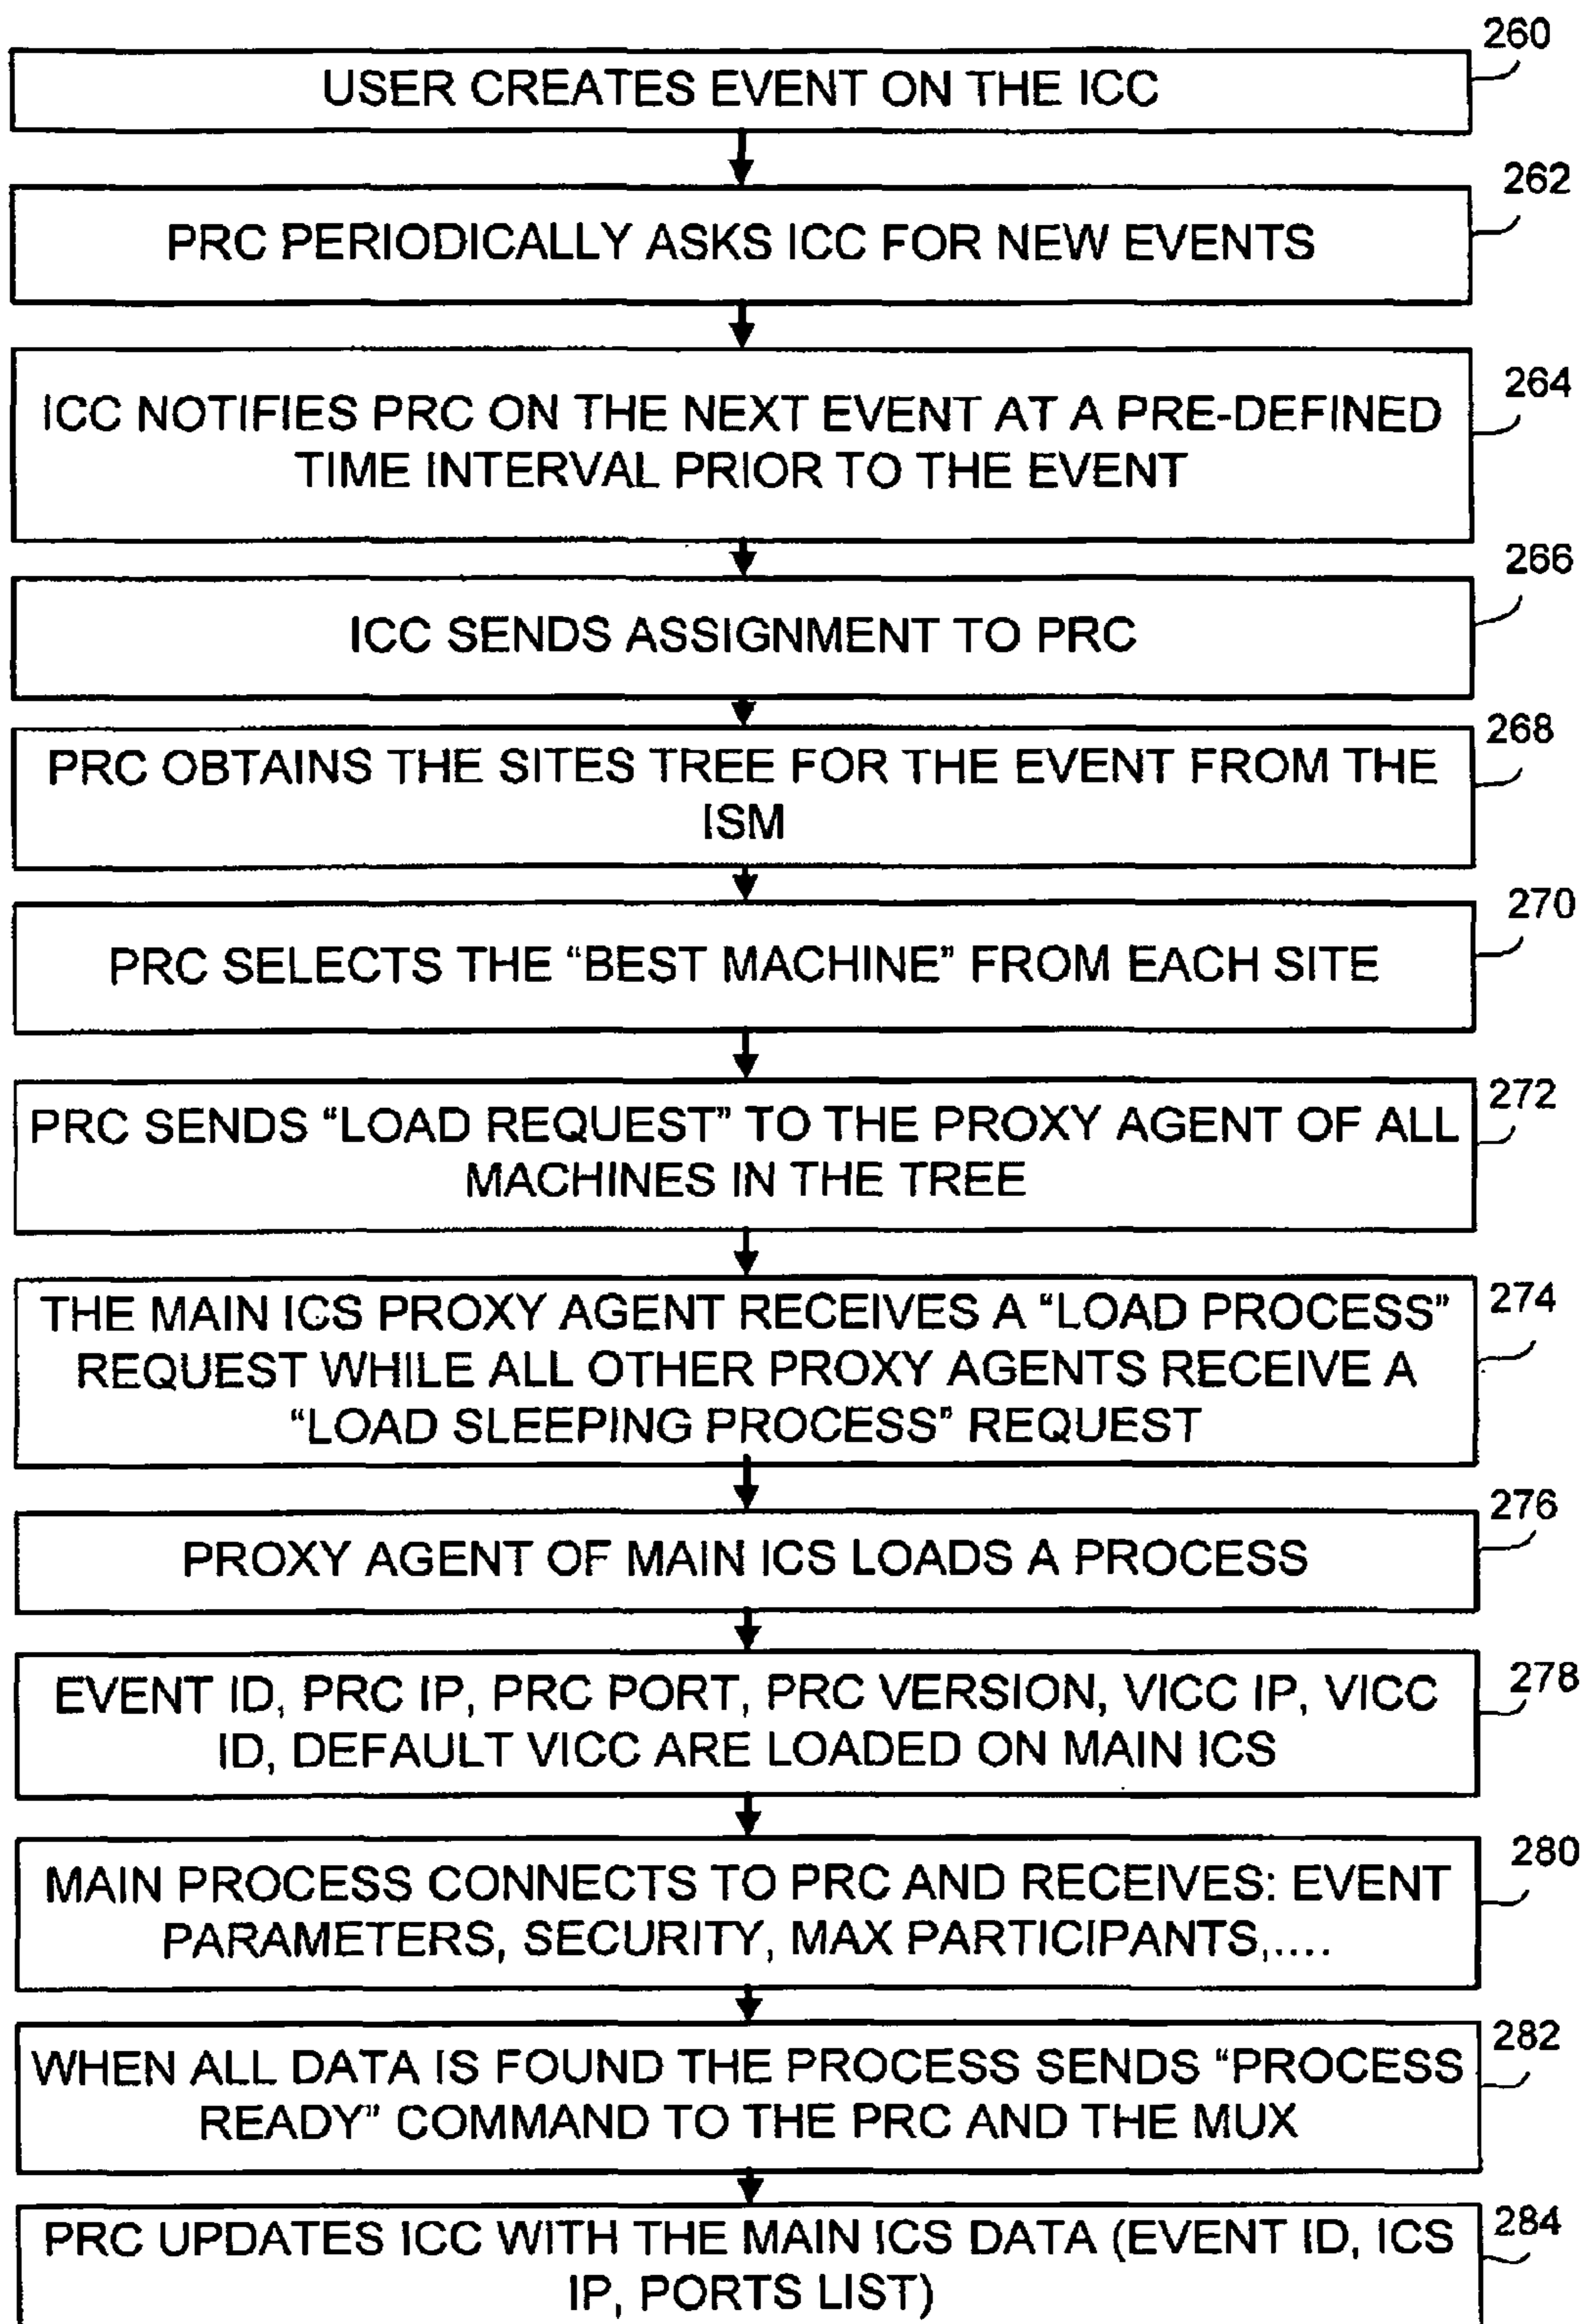 260
USER CREATES EVENT ON THE ICC
262
PRC PERIODICALLY ASKS ICC FOR NEW EVENTS
264
ICC NOTIFIES PRC ON THE NEXT EVENT AT A PRE-DEFINED
TIME INTERVAL PRIOR TO THE EVENT
266
ICC SENDS ASSIGNMENT TO PRC
268
PRC OBTAINS THE SITES TREE FOR THE EVENT FROM THE
ISM
270
PRC SELECTS THE “BEST MACHINE” FROM EACH SITE
272
PRC SENDS “LOAD REQUEST” TO THE PROXY AGENT OF ALL
MACHINES IN THE TREE
274
THE MAIN ICS PROXY AGENT RECEIVES A “LOAD PROCESS”
REQUEST WHILE ALL OTHER PROXY AGENTS RECEIVE A
“LOAD SLEEPING PROCESS” REQUEST
276
PROXY AGENT OF MAIN ICS LOADS A PROCESS
278
EVENT ID, PRC IP, PRC PORT, PRC VERSION, VICC IP, VICC
ID, DEFAULT VICC ARE LOADED ON MAIN ICS
280
MAIN PROCESS CONNECTS TO PRC AND RECEIVES: EVENT
PARAMETERS, SECURITY, MAX PARTICIPANTS,....
282
WHEN ALL DATA IS FOUND THE PROCESS SENDS “PROCESS
READY” COMMAND TO THE PRC AND THE MUX
284
PRC UPDATES ICC WITH THE MAIN ICS DATA (EVENT ID, ICS
IP, PORTS LIST)